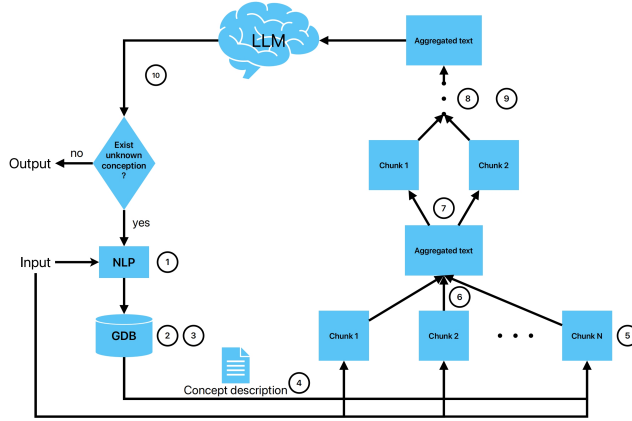 LLM
Aggregated text
10
8
9
Exist
unknown
conception
?
no
Output
Chunk 1
Chunk 2
7
yes
Aggregated text
Input
NLP
1
6
GDB
2
3
Chunk 1
Chunk 2
Chunk N
5
4
Concept description